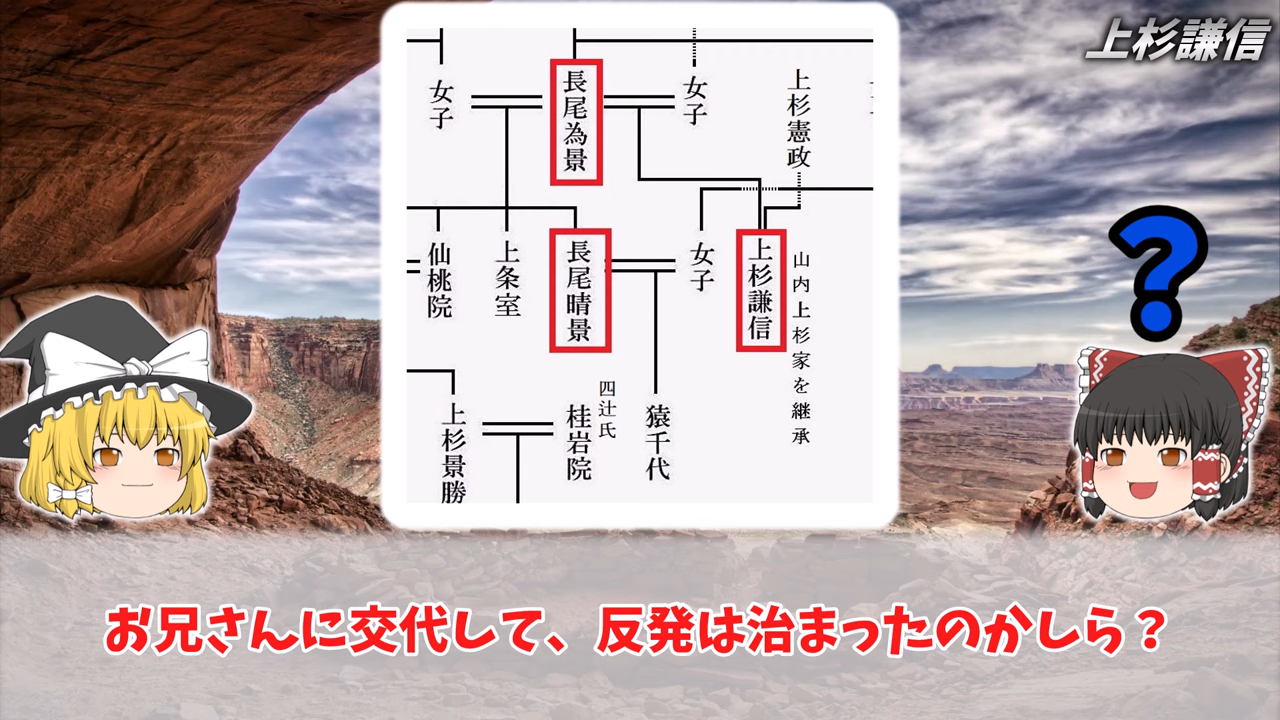 上杉謙信
女子
長尾為景
女子
上杉憲政
仙桃院
上条室
長尾晴景
女子
上杉謙信
山内上杉家を継承
上杉景勝
桂岩院
四辻氏
猿千代
お兄さんに交代して、反発は治まったのかしら？